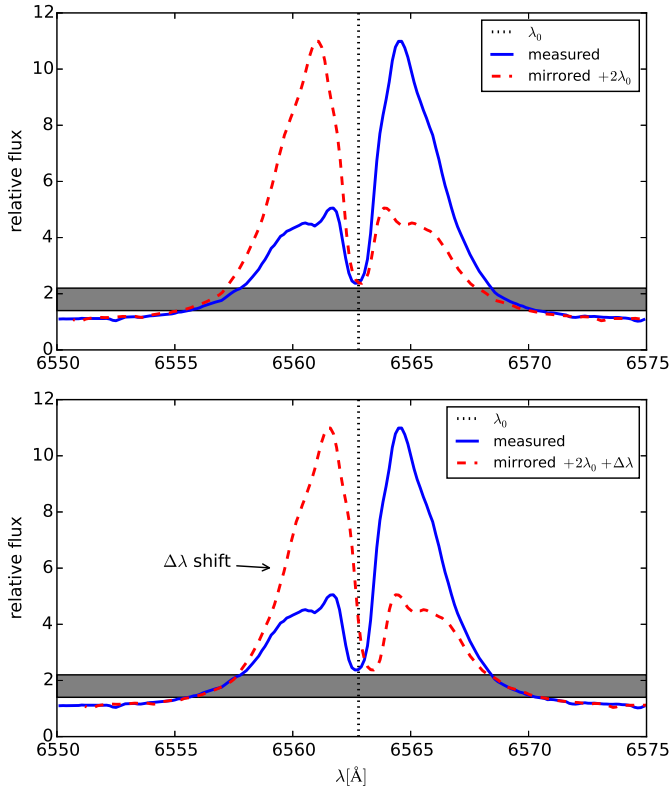 12
10
8
6
4
2
0
relative flux
λ₀
measured
mirrored +2λ₀
6550 6555 6560 6565 6570 6575
12
10
8
6
4
2
0
relative flux
λ₀
measured
mirrored +2λ₀ +Δλ
Δλ shift
6550 6555 6560 6565 6570 6575
λ[Å]